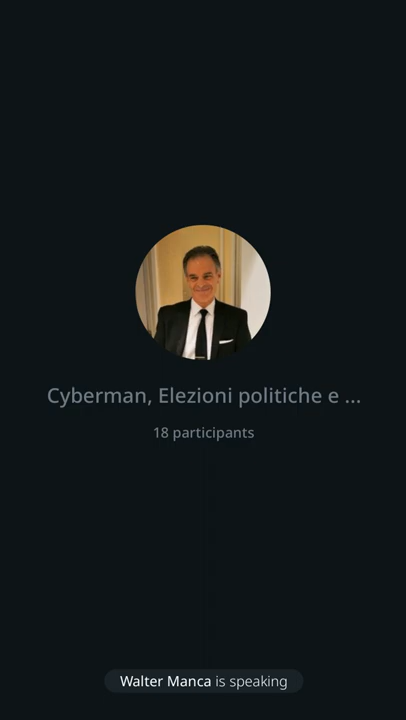 Cyberman, Elezioni politiche e ...
18 participants
Walter Manca is speaking